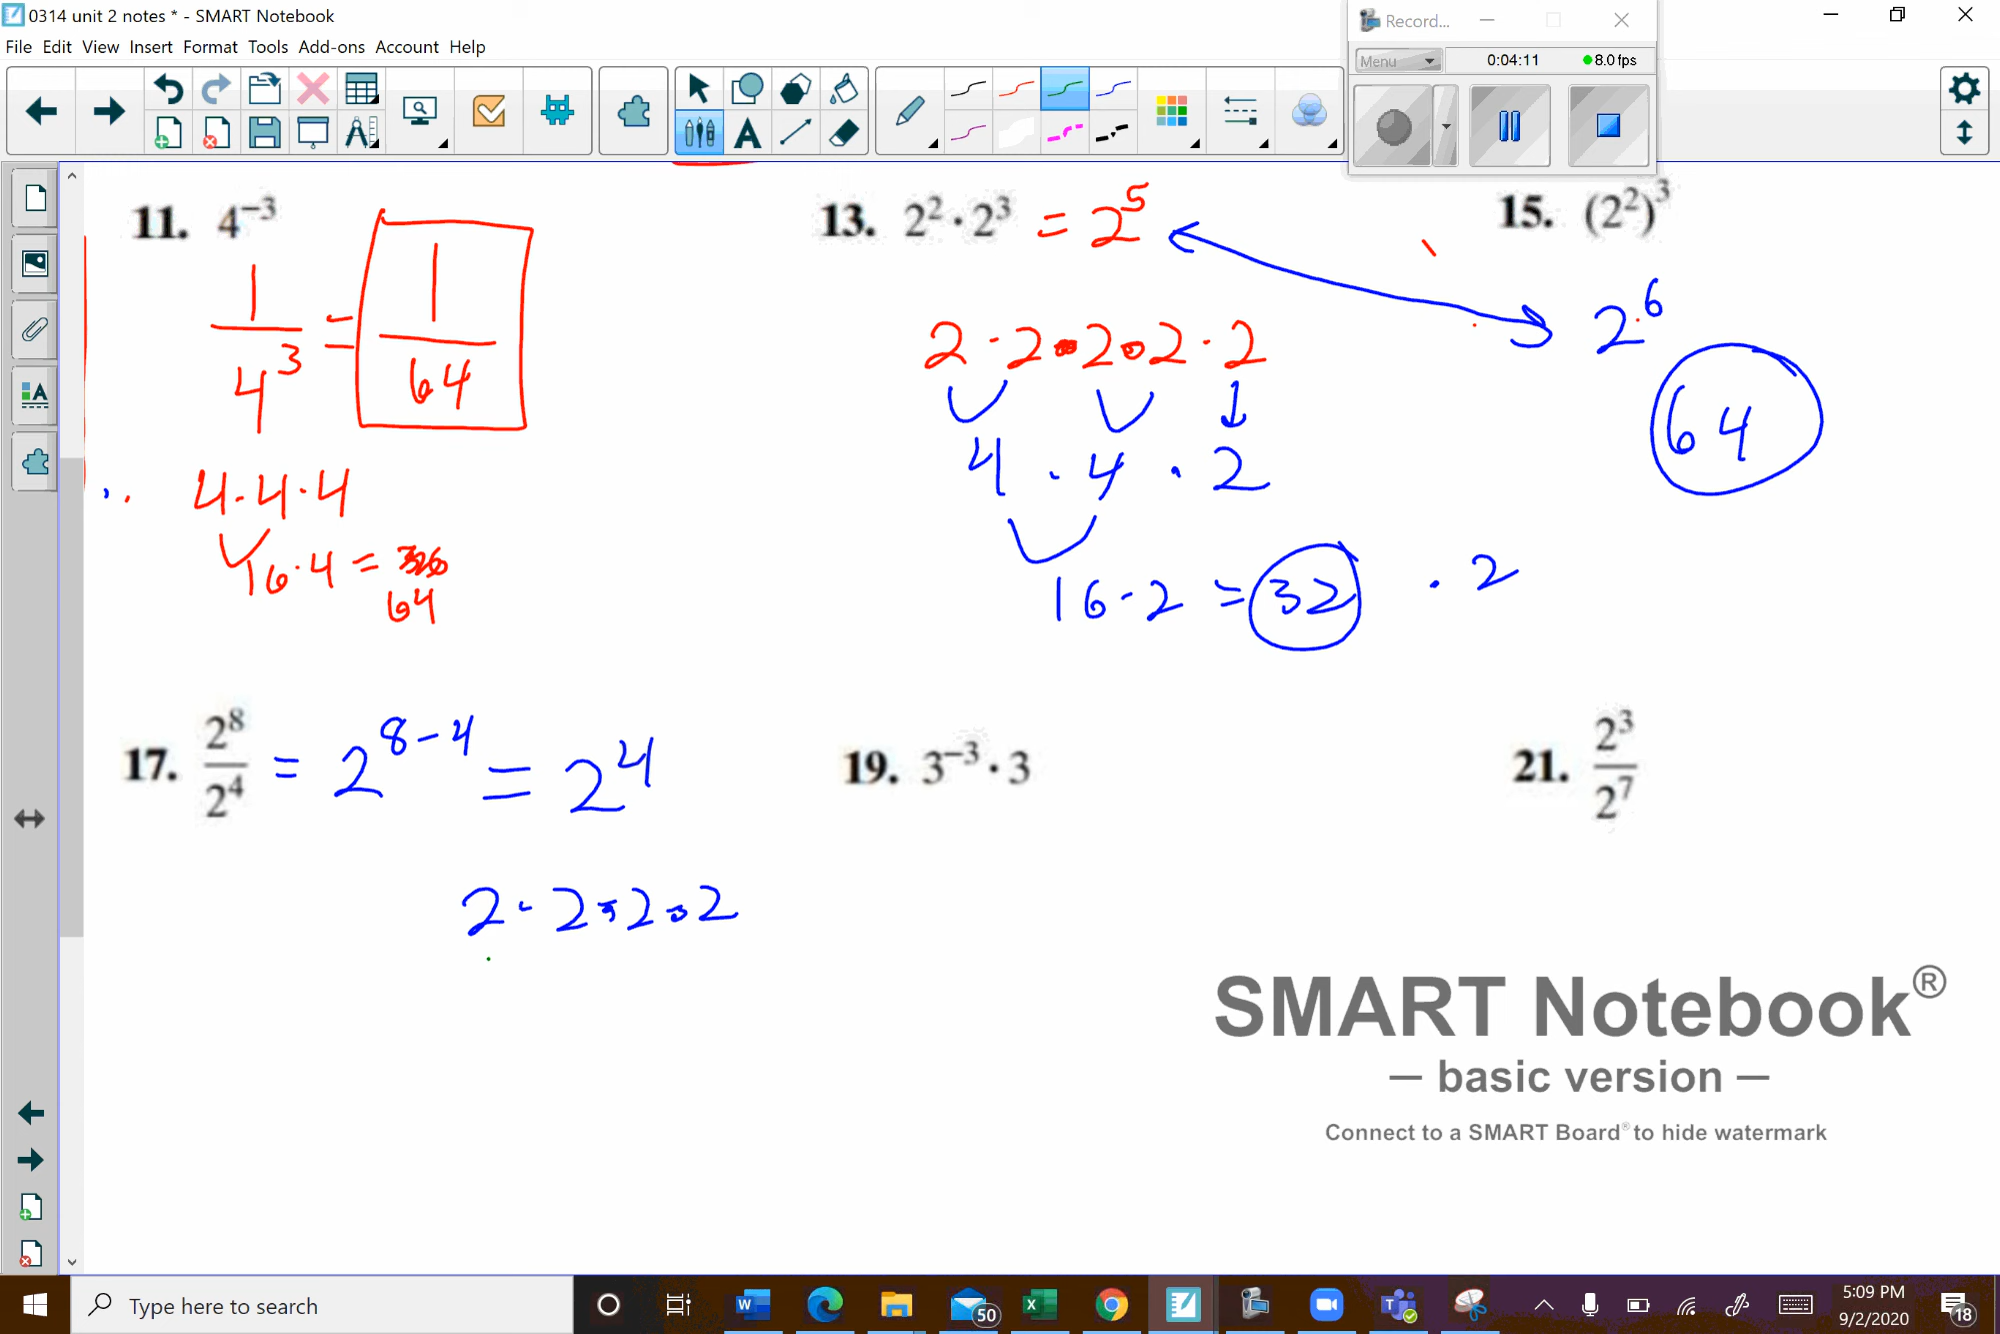 0314 unit 2 notes * - SMART Notebook
Record...
File Edit View Insert Format Tools Add-ons Account Help
Menu 0:04:11 8.0 fps
11. 4⁻³
1/4³ = 1/64
4·4·4
16·4 = 
64
13. 2² · 2³ = 2⁵
2·2·2·2·2
4 · 4 · 2
16·2 = 32 · 2
15. (2²)³
2⁶
64
17. 2⁸/2⁴ = 2⁸⁻⁴ = 2⁴
2·2·2·2
19. 3⁻³ · 3
21. 2³/2⁷
SMART Notebook®
— basic version —
Connect to a SMART Board® to hide watermark
Type here to search
50
5:09 PM
9/2/2020
18